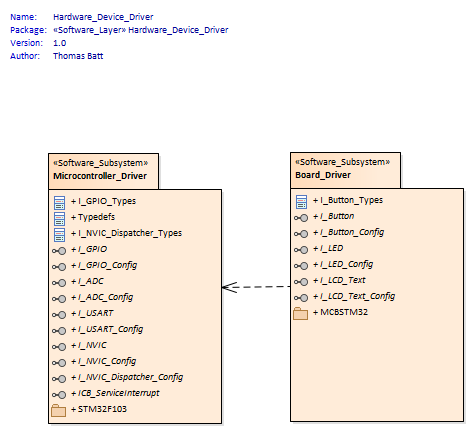 Name: Hardware_Device_Driver
Package: «Software_Layer» Hardware_Device_Driver
Version: 1.0
Author: Thomas Batt
«Software_Subsystem»
Microcontroller_Driver
+ I_GPIO_Types
+ Typedefs
+ I_NVIC_Dispatcher_Types
+ I_GPIO
+ I_GPIO_Config
+ I_ADC
+ I_ADC_Config
+ I_USART
+ I_USART_Config
+ I_NVIC
+ I_NVIC_Config
+ I_NVIC_Dispatcher_Config
+ ICB_ServiceInterrupt
+ STM32F103
«Software_Subsystem»
Board_Driver
+ I_Button_Types
+ I_Button
+ I_Button_Config
+ I_LED
+ I_LED_Config
+ I_LCD_Text
+ I_LCD_Text_Config
+ MCBSTM32